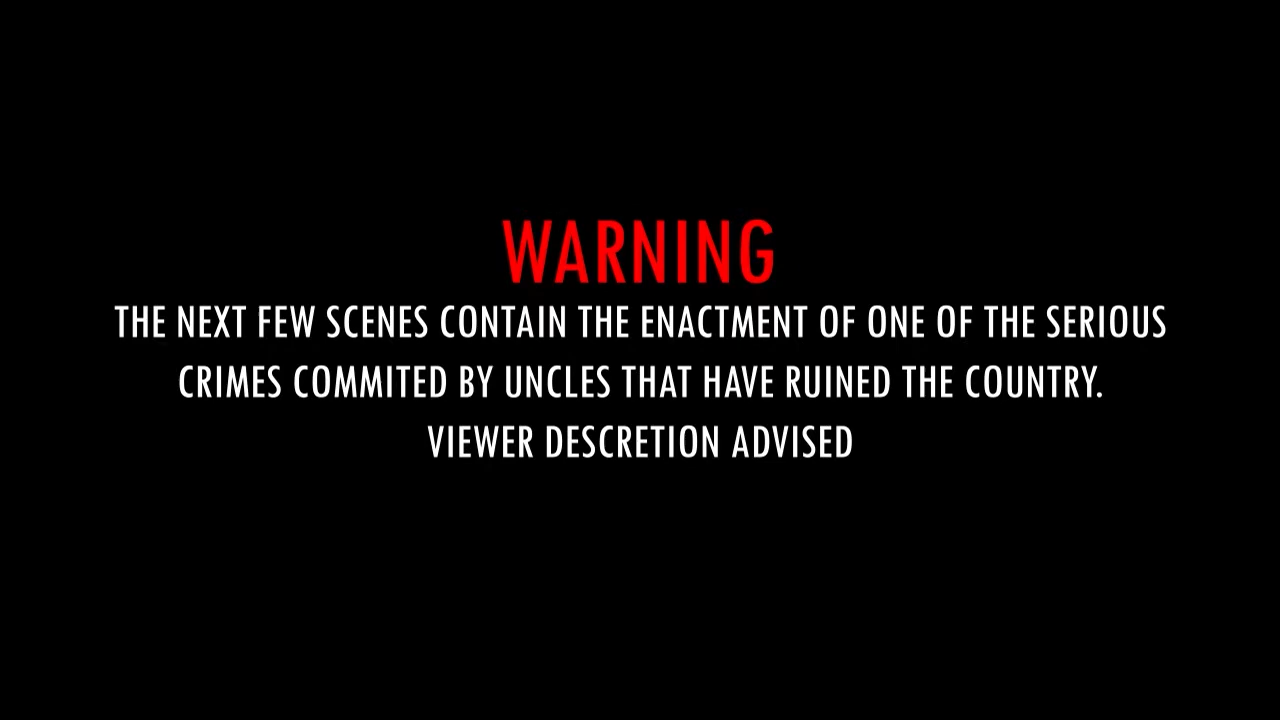 WARNING
THE NEXT FEW SCENES CONTAIN THE ENACTMENT OF ONE OF THE SERIOUS
CRIMES COMMITED BY UNCLES THAT HAVE RUINED THE COUNTRY.
VIEWER DESCRETION ADVISED